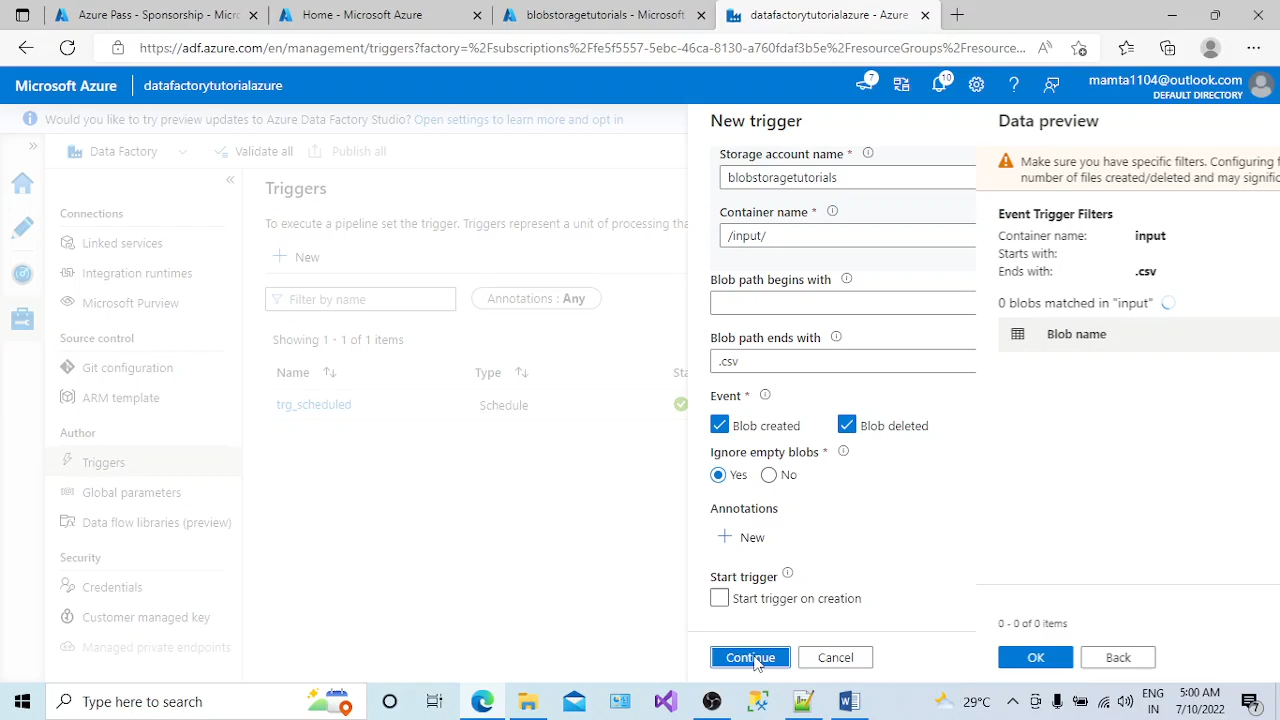 datasponsorship - Mic
Microsoft Azure
blobstoragetutorials - Microsoft
datafactorytutorial - Azure Data
https://adf.azure.com/en/management/triggers?factory=%2Fsubscriptions%2Ffe5f5557-5ebc-46ca-8130-a760fdaf3b2e%2FresourceGroups%2Fresource...
Microsoft Azure
datafactorytutorialazure
7
10
mamta1104@outlook.com
DEFAULT DIRECTORY
Would you like to try preview updates to Azure Data Factory Studio? Open settings to learn more and opt in
Data Factory
Validate all
Publish all
Connections
Linked services
Integration runtimes
Microsoft Purview
Source control
Git configuration
ARM template
Author
Triggers
Global parameters
Data flow libraries (preview)
Security
Credentials
Customer managed key
Managed private endpoints
Triggers
To execute a pipeline set the trigger. Triggers represent a unit of processing tha
New
Filter by name
Annotations : Any
Showing 1 - 1 of 1 items
Name
Type
Sta
trg_scheduled
Schedule
New trigger
Storage account name *
blobstoragetutorials
Container name *
/input/
Blob path begins with
Blob path ends with
.csv
Event *
Blob created
Blob deleted
Ignore empty blobs *
Yes
No
Annotations
New
Start trigger
Start trigger on creation
Continue
Cancel
Data preview
Make sure you have specific filters. Configuring f
number of files created/deleted and may signific
Event Trigger Filters
Container name: input
Starts with:
Ends with: .csv
0 blobs matched in "input"
Blob name
0 - 0 of 0 items
OK
Back
Type here to search
29°C
ENG
IN
5:00 AM
7/10/2022
7